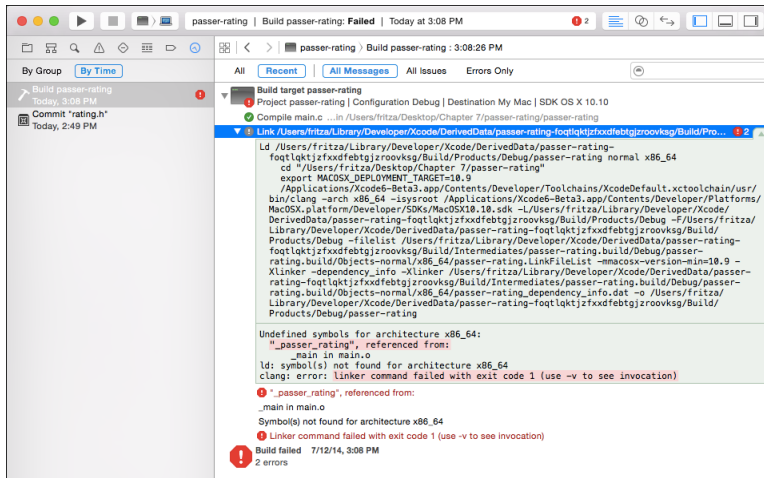 passer-rating | Build passer-rating: Failed | Today at 3:08 PM
2
passer-rating 〉 Build passer-rating : 3:08:26 PM
By Group By Time
All Recent All Messages All Issues Errors Only
Build passer-rating
Today, 3:08 PM
Commit "rating.h"
Today, 2:49 PM
Build target passer-rating
Project passer-rating | Configuration Debug | Destination My Mac | SDK OS X 10.10
Compile main.c ...in /Users/fritza/Desktop/Chapter 7/passer-rating/passer-rating
Link /Users/fritza/Library/Developer/Xcode/DerivedData/passer-rating-foqtlqktjzfxxdfebtgjzroovksg/Build/Pro... 2
Ld /Users/fritza/Library/Developer/Xcode/DerivedData/passer-rating-
foqtlqktjzfxxdfebtgjzroovksg/Build/Products/Debug/passer-rating normal x86_64
cd "/Users/fritza/Desktop/Chapter 7/passer-rating"
export MACOSX_DEPLOYMENT_TARGET=10.9
/Applications/Xcode6-Beta3.app/Contents/Developer/Toolchains/XcodeDefault.xctoolchain/usr/
bin/clang -arch x86_64 -isysroot /Applications/Xcode6-Beta3.app/Contents/Developer/Platforms/
MacOSX.platform/Developer/SDKs/MacOSX10.10.sdk -L/Users/fritza/Library/Developer/Xcode/
DerivedData/passer-rating-foqtlqktjzfxxdfebtgjzroovksg/Build/Products/Debug -F/Users/fritza/
Library/Developer/Xcode/DerivedData/passer-rating-foqtlqktjzfxxdfebtgjzroovksg/Build/
Products/Debug -filelist /Users/fritza/Library/Developer/Xcode/DerivedData/passer-rating-
foqtlqktjzfxxdfebtgjzroovksg/Build/Intermediates/passer-rating.build/Debug/passer-
rating.build/Objects-normal/x86_64/passer-rating.LinkFileList -mmacosx-version-min=10.9 -
Xlinker -dependency_info -Xlinker /Users/fritza/Library/Developer/Xcode/DerivedData/passer-
rating-foqtlqktjzfxxdfebtgjzroovksg/Build/Intermediates/passer-rating.build/Debug/passer-
rating.build/Objects-normal/x86_64/passer-rating_dependency_info.dat -o /Users/fritza/
Library/Developer/Xcode/DerivedData/passer-rating-foqtlqktjzfxxdfebtgjzroovksg/Build/
Products/Debug/passer-rating
Undefined symbols for architecture x86_64:
"_passer_rating", referenced from:
_main in main.o
ld: symbol(s) not found for architecture x86_64
clang: error: linker command failed with exit code 1 (use -v to see invocation)
"_passer_rating", referenced from:
_main in main.o
Symbol(s) not found for architecture x86_64
Linker command failed with exit code 1 (use -v to see invocation)
Build failed 7/12/14, 3:08 PM
2 errors